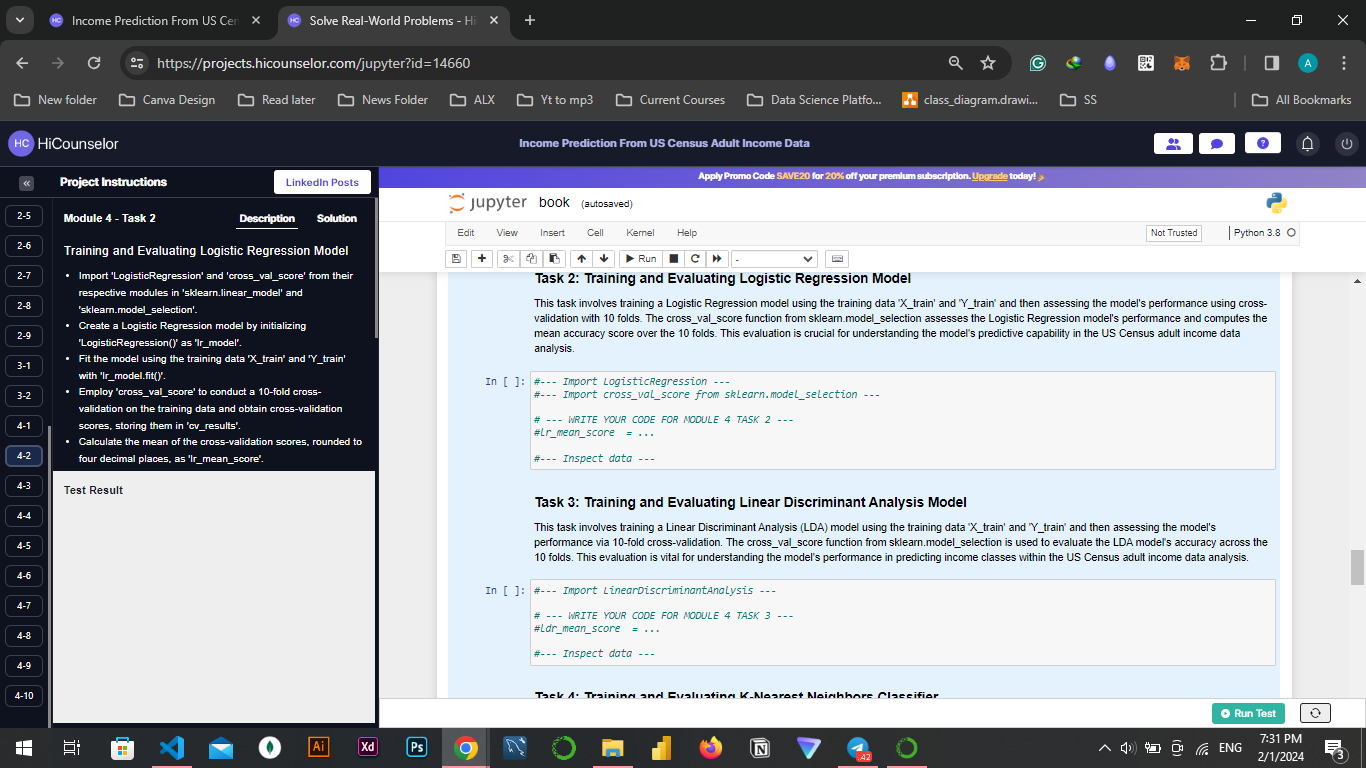 Income Prediction From US Cen
Solve Real-World Problems - Hi
https://projects.hicounselor.com/jupyter?id=14660
A
New folder
Canva Design
Read later
News Folder
ALX
Yt to mp3
Current Courses
Data Science Platfo...
class_diagram.drawi...
SS
All Bookmarks
HC HiCounselor
Income Prediction From US Census Adult Income Data
« Project Instructions
LinkedIn Posts
Apply Promo Code SAVE20 for 20% off your premium subscription. Upgrade today!
2-5
2-6
2-7
2-8
2-9
3-1
3-2
4-1
4-2
4-3
4-4
4-5
4-6
4-7
4-8
4-9
4-10
Module 4 - Task 2
Description
Solution
Training and Evaluating Logistic Regression Model
• Import 'LogisticRegression' and 'cross_val_score' from their
respective modules in 'sklearn.linear_model' and
'sklearn.model_selection'.
• Create a Logistic Regression model by initializing
'LogisticRegression()' as 'lr_model'.
• Fit the model using the training data 'X_train' and 'Y_train'
with 'lr_model.fit()'.
• Employ 'cross_val_score' to conduct a 10-fold cross-
validation on the training data and obtain cross-validation
scores, storing them in 'cv_results'.
• Calculate the mean of the cross-validation scores, rounded to
four decimal places, as 'lr_mean_score'.
Test Result
jupyter book (autosaved)
Edit View Insert Cell Kernel Help
Not Trusted
Python 3.8
Run
-
Task 2: Training and Evaluating Logistic Regression Model
This task involves training a Logistic Regression model using the training data 'X_train' and 'Y_train' and then assessing the model's performance using cross-
validation with 10 folds. The cross_val_score function from sklearn.model_selection assesses the Logistic Regression model's performance and computes the
mean accuracy score over the 10 folds. This evaluation is crucial for understanding the model's predictive capability in the US Census adult income data
analysis.
In [ ]: #--- Import LogisticRegression ---
#--- Import cross_val_score from sklearn.model_selection ---
# --- WRITE YOUR CODE FOR MODULE 4 TASK 2 ---
#lr_mean_score  = ...
#--- Inspect data ---
Task 3: Training and Evaluating Linear Discriminant Analysis Model
This task involves training a Linear Discriminant Analysis (LDA) model using the training data 'X_train' and 'Y_train' and then assessing the model's
performance via 10-fold cross-validation. The cross_val_score function from sklearn.model_selection is used to evaluate the LDA model's accuracy across the
10 folds. This evaluation is vital for understanding the model's performance in predicting income classes within the US Census adult income data analysis.
In [ ]: #--- Import LinearDiscriminantAnalysis ---
# --- WRITE YOUR CODE FOR MODULE 4 TASK 3 ---
#ldr_mean_score  = ...
#--- Inspect data ---
Task 4: Training and Evaluating K-Nearest Neighbors Classifier
Run Test
Ai
Xd
Ps
42
ENG
7:31 PM
2/1/2024
3